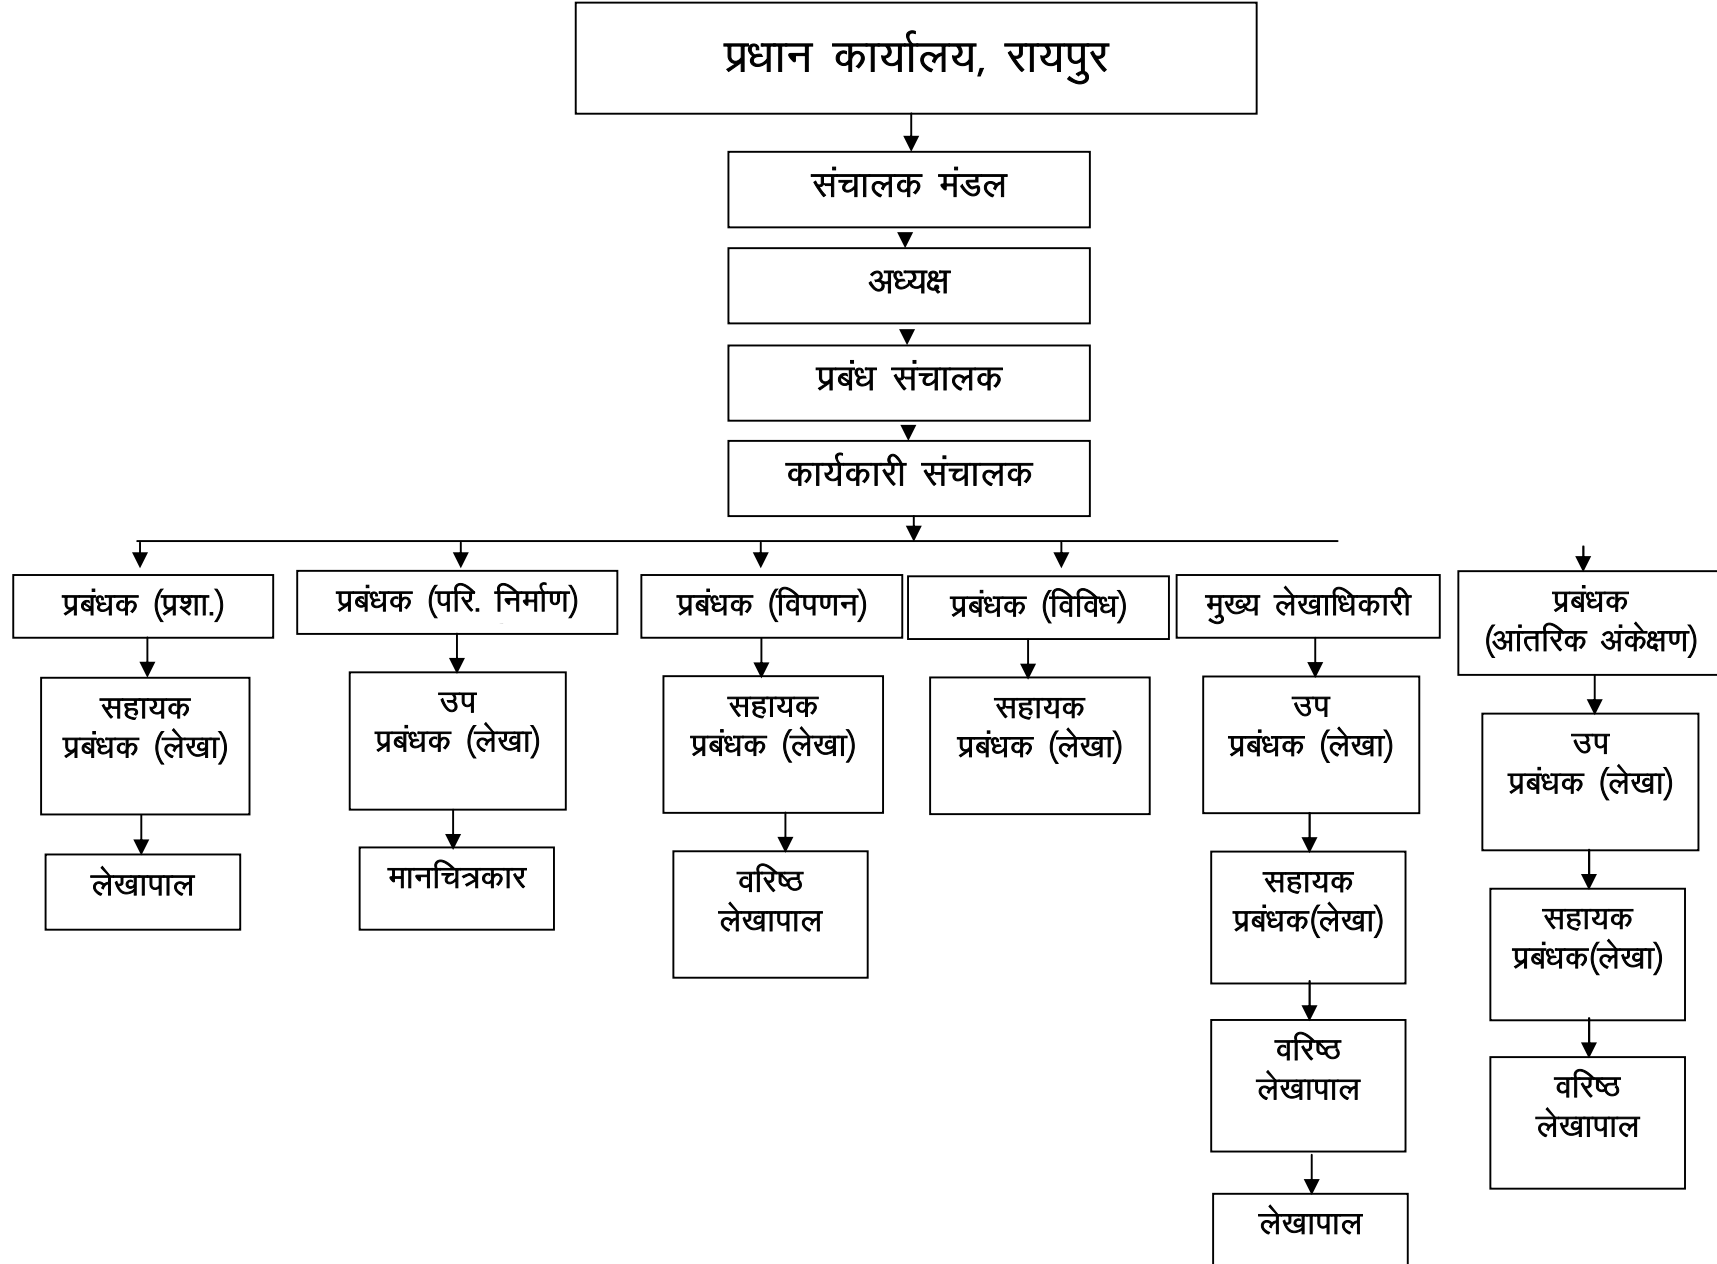 प्रधान कार्यालय, रायपुर
संचालक मंडल
अध्यक्ष
प्रबंध संचालक
कार्यकारी संचालक
प्रबंधक (प्रशा.)
प्रबंधक (परि. निर्माण)
प्रबंधक (विपणन)
प्रबंधक (विविध)
मुख्य लेखाधिकारी
प्रबंधक
(आंतरिक अंकेक्षण)
सहायक
प्रबंधक (लेखा)
उप
प्रबंधक (लेखा)
सहायक
प्रबंधक (लेखा)
सहायक
प्रबंधक (लेखा)
उप
प्रबंधक (लेखा)
उप
प्रबंधक (लेखा)
लेखापाल
मानचित्रकार
वरिष्ठ
लेखापाल
सहायक
प्रबंधक(लेखा)
सहायक
प्रबंधक(लेखा)
वरिष्ठ
लेखापाल
वरिष्ठ
लेखापाल
लेखापाल